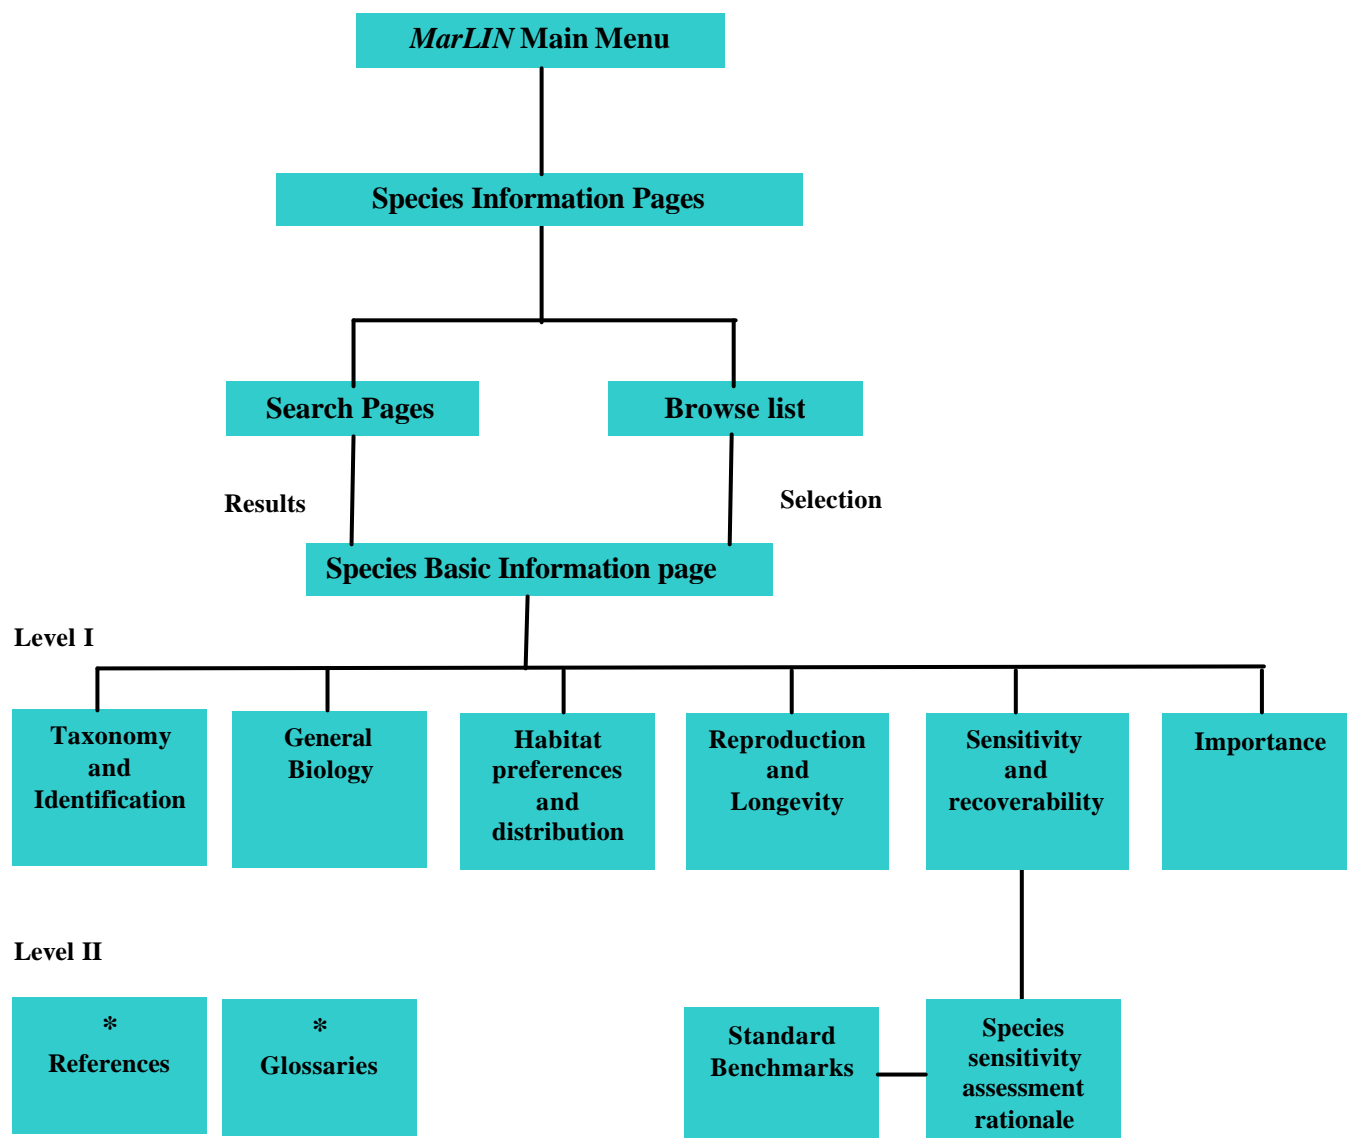 MarLIN Main Menu
Species Information Pages
Search Pages
Browse list
Results
Selection
Species Basic Information page
Level I
Taxonomy
and
Identification
General
Biology
Habitat
preferences
and
distribution
Reproduction
and
Longevity
Sensitivity
and
recoverability
Importance
Level II
*
References
*
Glossaries
Standard
Benchmarks
Species
sensitivity
assessment
rationale